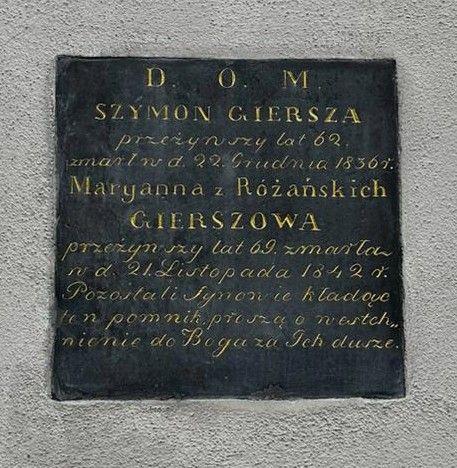 D. O. M.
SZYMON GIERSZA
przeżywszy lat 62.
zmarł w d. 22. Grudnia 1836 r.
Maryanna z Różańskich
GIERSZOWA
przeżywszy lat 69. zmarła
w d. 21. Listopada 1842 r.
Pozostali Synowie kładąc
ten pomnik, proszą o westch„
nienie do Boga za Ich dusze.